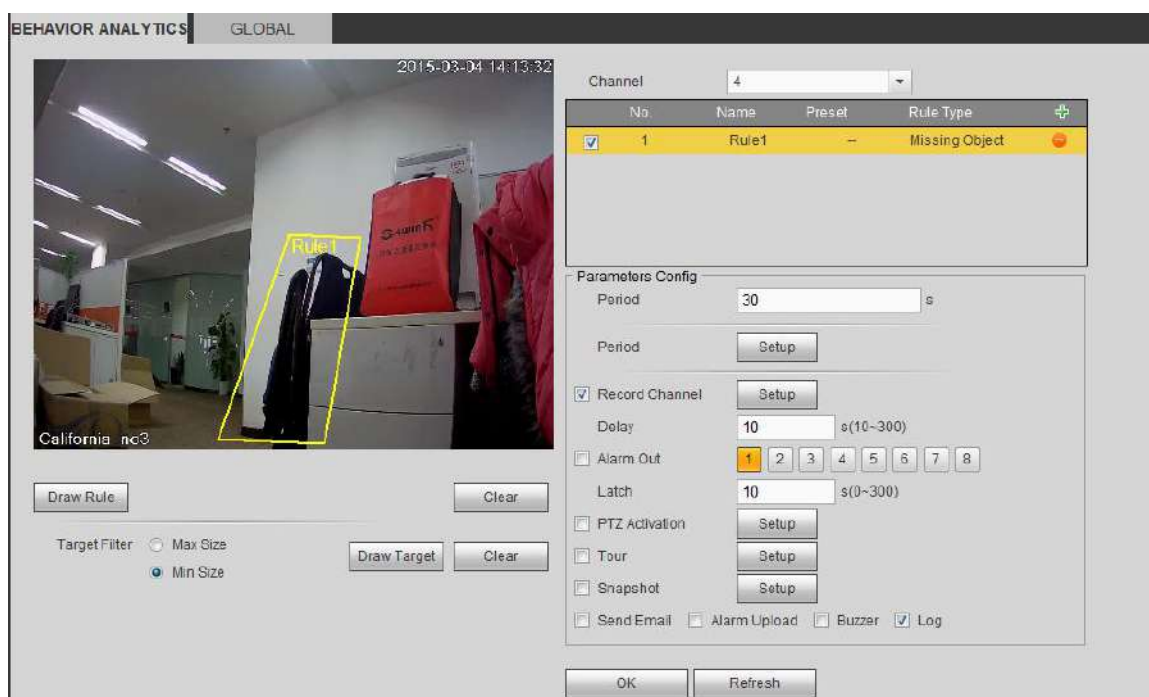 BEHAVIOR ANALYTICS GLOBAL
2015-03-04 14:13:32
Rule1
California no3
Draw Rule Clear
Target Filter Max Size
Min Size
Draw Target Clear
Channel 4
No. Name Preset Rule Type
1 Rule1 -- Missing Object
Parameters Config
Period 30 s
Period Setup
Record Channel Setup
Delay 10 s(10~300)
Alarm Out 1 2 3 4 5 6 7 8
Latch 10 s(0~300)
PTZ Activation Setup
Tour Setup
Snapshot Setup
Send Email Alarm Upload Buzzer Log
OK Refresh